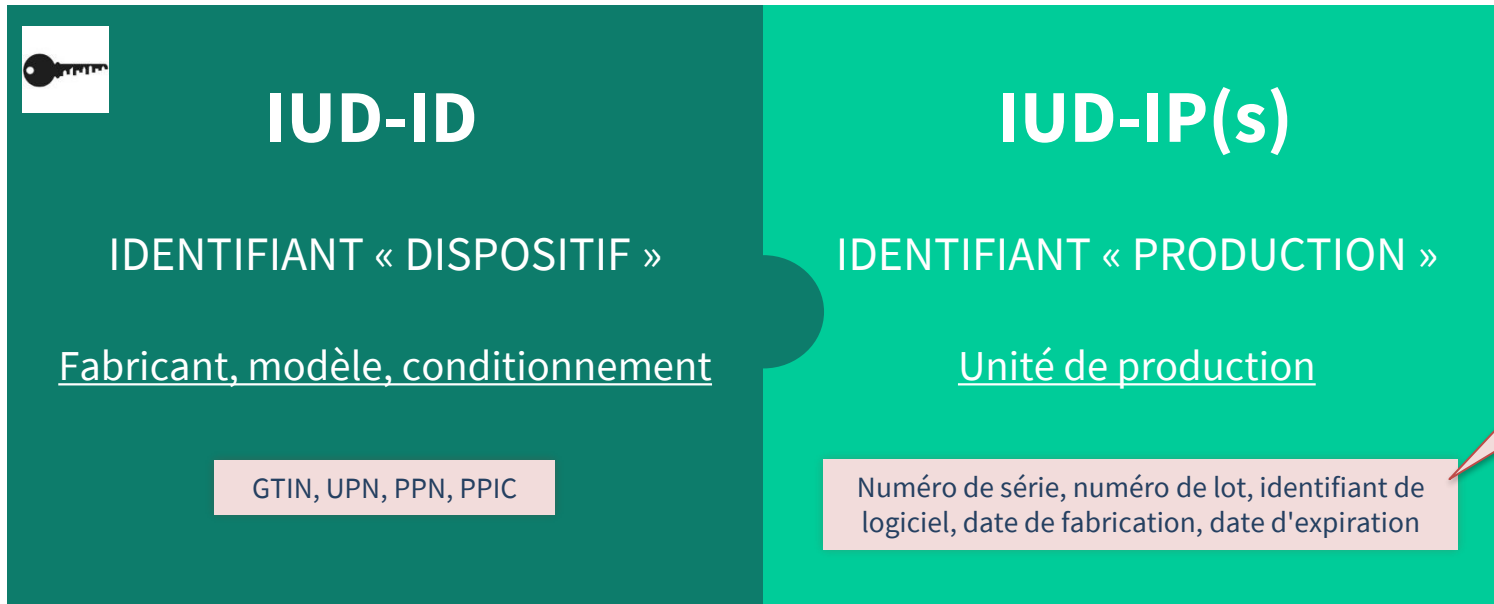 IUD-ID
IDENTIFIANT « DISPOSITIF »
Fabricant, modèle, conditionnement
GTIN, UPN, PPN, PPIC
IUD-IP(s)
IDENTIFIANT « PRODUCTION »
Unité de production
Numéro de série, numéro de lot, identifiant de
logiciel, date de fabrication, date d'expiration